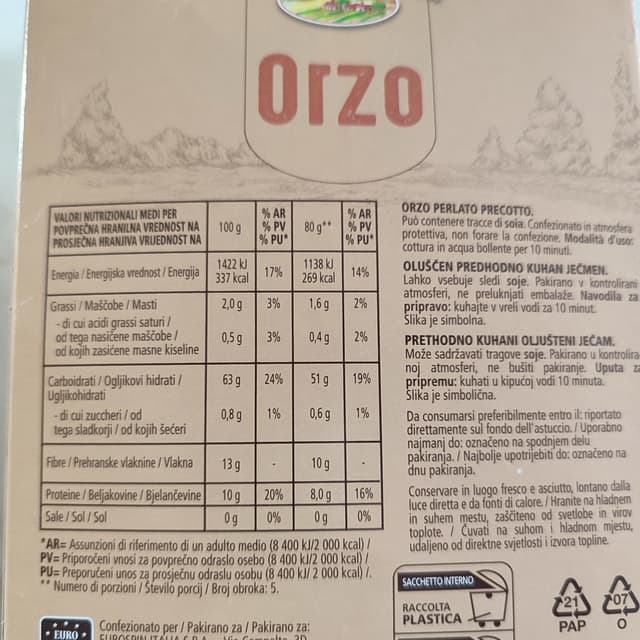 Orzo
VALORI NUTRIZIONALI MEDI PER
POVPREČNA HRANILNA VREDNOST NA
PROSJEČNA HRANJIVA VRIJEDNOST NA
100 g
% AR
% PV
% PU*
80 g**
% AR
% PV
% PU*
Energia / Energijska vrednost / Energija
1422 kJ
337 kcal
17%
1138 kJ
269 kcal
14%
Grassi / Maščobe / Masti
2,0 g
3%
1,6 g
2%
- di cui acidi grassi saturi /
od tega nasičene maščobe /
od kojih zasićene masne kiseline
0,5 g
3%
0,4 g
2%
Carboidrati / Ogljikovi hidrati /
Ugljikohidrati
63 g
24%
51 g
19%
- di cui zuccheri / od
tega sladkorji / od kojih šećeri
0,8 g
1%
0,6 g
1%
Fibre / Prehranske vlaknine / Vlakna
13 g
-
10 g
-
Proteine / Beljakovine / Bjelančevine
10 g
20%
8,0 g
16%
Sale / Sol / Sol
0 g
0%
0 g
0%
*AR= Assunzioni di riferimento di un adulto medio (8 400 kJ/2 000 kcal) /
PV= Priporočeni vnosi za povprečno odraslo osebo (8 400 kJ/2 000 kcal) /
PU= Preporučeni unos za prosječnu odraslu osobu (8 400 kJ/ 2 000 kcal) /.
** Numero di porzioni / Število porcij / Broj obroka: 5.
EURO
Confezionato per / Pakirano za / Pakirano za:
ORZO PERLATO PRECOTTO.
Può contenere tracce di soia. Confezionato in atmosfera
protettiva, non forare la confezione. Modalità d'uso:
cottura in acqua bollente per 10 minuti.
OLUŠČEN PREDHODNO KUHAN JEČMEN.
Lahko vsebuje sledi soje. Pakirano v kontrolirani
atmosferi, ne preluknjati embalaže. Navodila za
pripravo: kuhajte v vreli vodi za 10 minut.
Slika je simbolna.
PRETHODNO KUHANI OLJUŠTENI JEČAM.
Može sadržavati tragove soje. Pakirano u kontrolira-
noj atmosferi, ne bušiti pakiranje. Uputa za
pripremu: kuhati u kipućoj vodi 10 minuta.
Slika je simbolična.
Da consumarsi preferibilmente entro il: riportato
direttamente sul fondo dell'astuccio. / Uporabno
najmanj do: označeno na spodnjem delu
pakiranja. / Najbolje upotrijebiti do: označeno na
dnu pakiranja.
Conservare in luogo fresco e asciutto, lontano dalla
luce diretta e da fonti di calore. / Hranite na hladnem
in suhem mestu, zaščiteno od svetlobe in virov
toplote. / Čuvati na suhom i hladnom mjestu,
udaljeno od direktne svjetlosti i izvora topline.
SACCHETTO INTERNO
RACCOLTA
PLASTICA
21
PAP
07
O